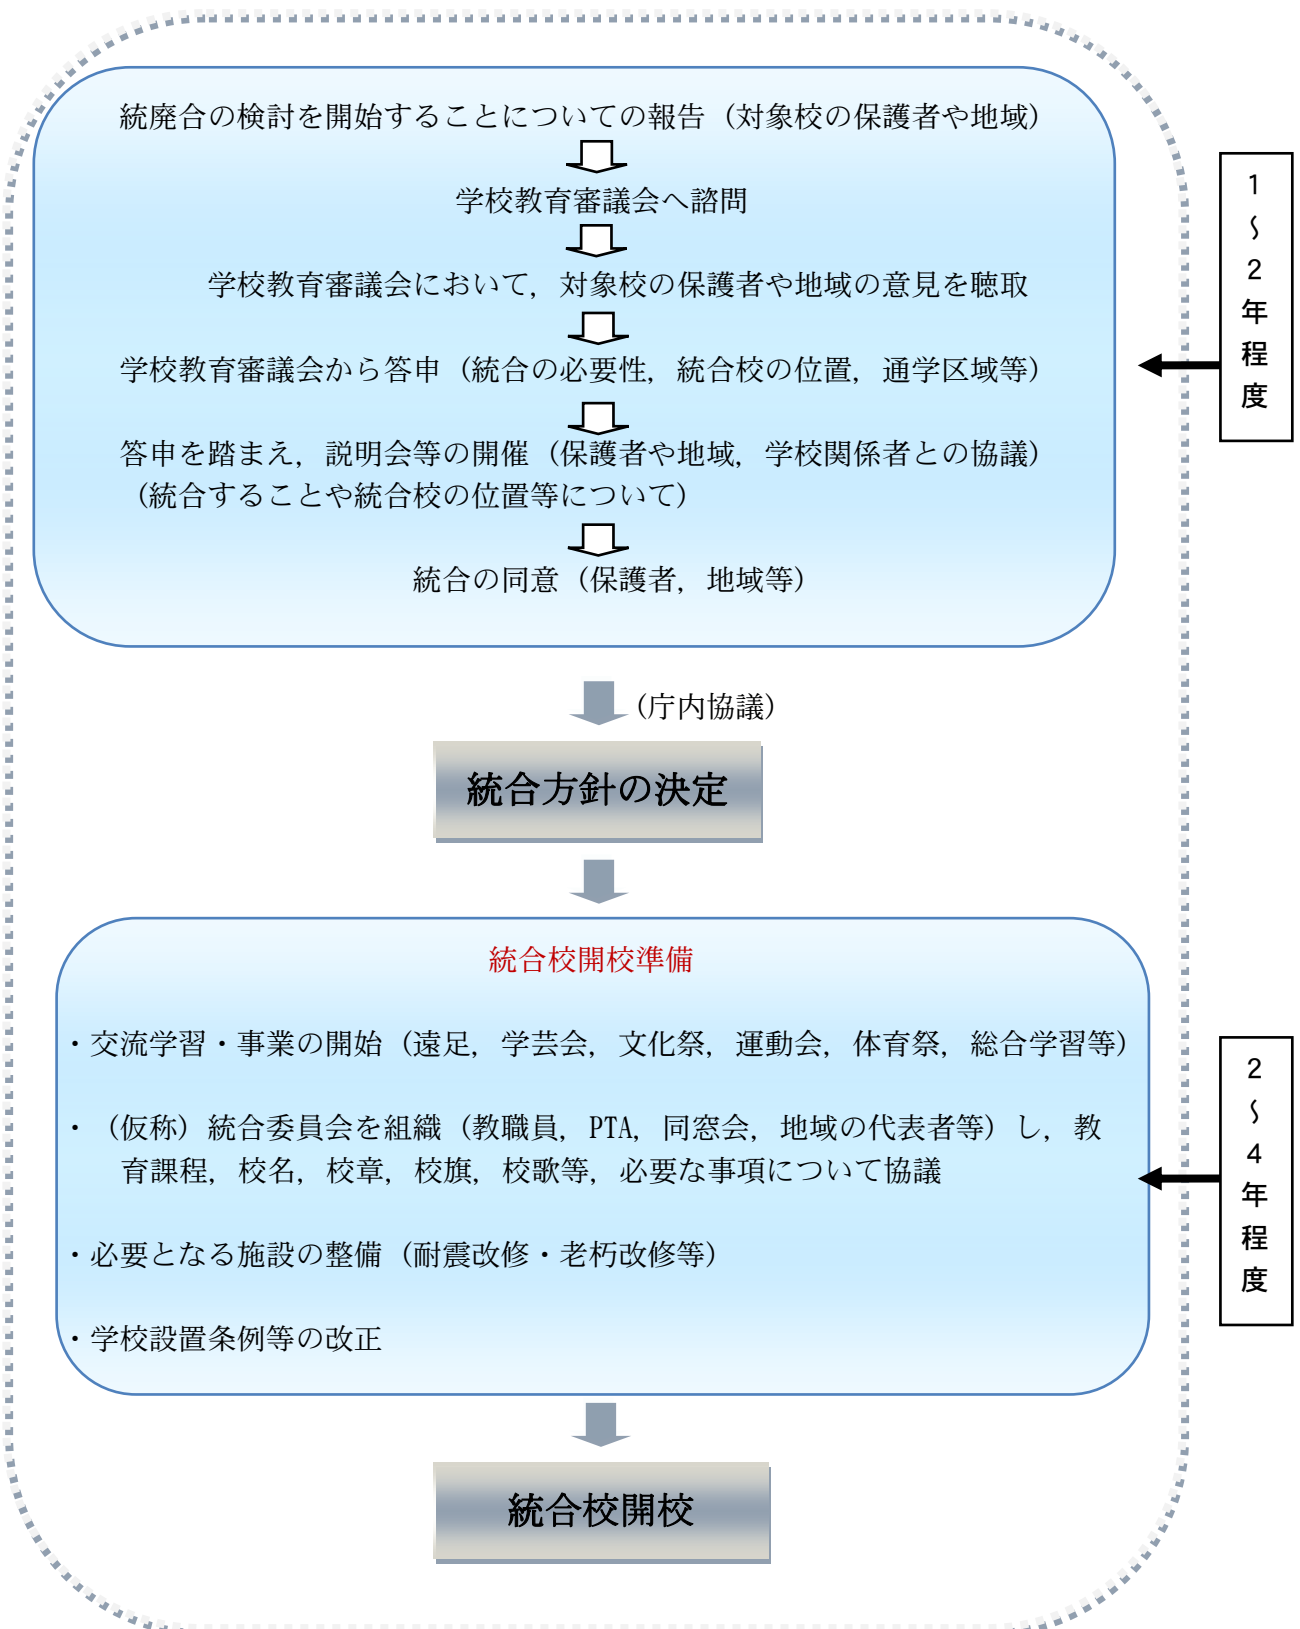 統廃合の検討を開始することについての報告（対象校の保護者や地域）
学校教育審議会へ諮問
学校教育審議会において，対象校の保護者や地域の意見を聴取
学校教育審議会から答申（統合の必要性，統合校の位置，通学区域等）
答申を踏まえ，説明会等の開催（保護者や地域，学校関係者との協議）
（統合することや統合校の位置等について）
統合の同意（保護者，地域等）
１～２年程度
（庁内協議）
統合方針の決定
統合校開校準備
・交流学習・事業の開始（遠足，学芸会，文化祭，運動会，体育祭，総合学習等）
・（仮称）統合委員会を組織（教職員，PTA，同窓会，地域の代表者等）し，教
育課程，校名，校章，校旗，校歌等，必要な事項について協議
・必要となる施設の整備（耐震改修・老朽改修等）
・学校設置条例等の改正
２～４年程度
統合校開校